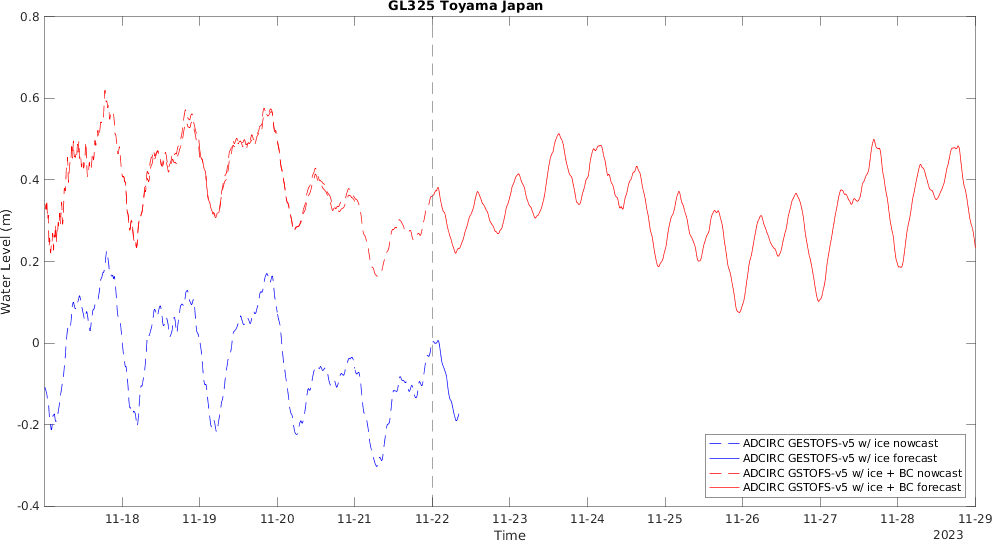 GL325 Toyama Japan
Water Level (m)
0.8
0.6
0.4
0.2
0
-0.2
-0.4
ADCIRC GESTOFS-v5 w/ ice nowcast
ADCIRC GESTOFS-v5 w/ ice forecast
ADCIRC GSTOFS-v5 w/ ice + BC nowcast
ADCIRC GSTOFS-v5 w/ ice + BC forecast
11-18 11-19 11-20 11-21 11-22 11-23 11-24 11-25 11-26 11-27 11-28 11-29
Time
2023